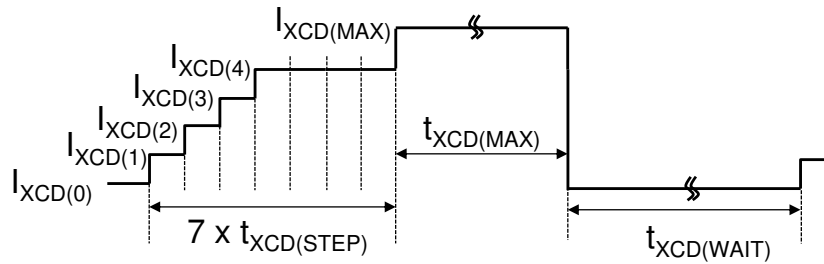 I_XCD(MAX)
I_XCD(4)
I_XCD(3)
I_XCD(2)
I_XCD(1)
I_XCD(0)
t_XCD(MAX)
7 x t_XCD(STEP)
t_XCD(WAIT)